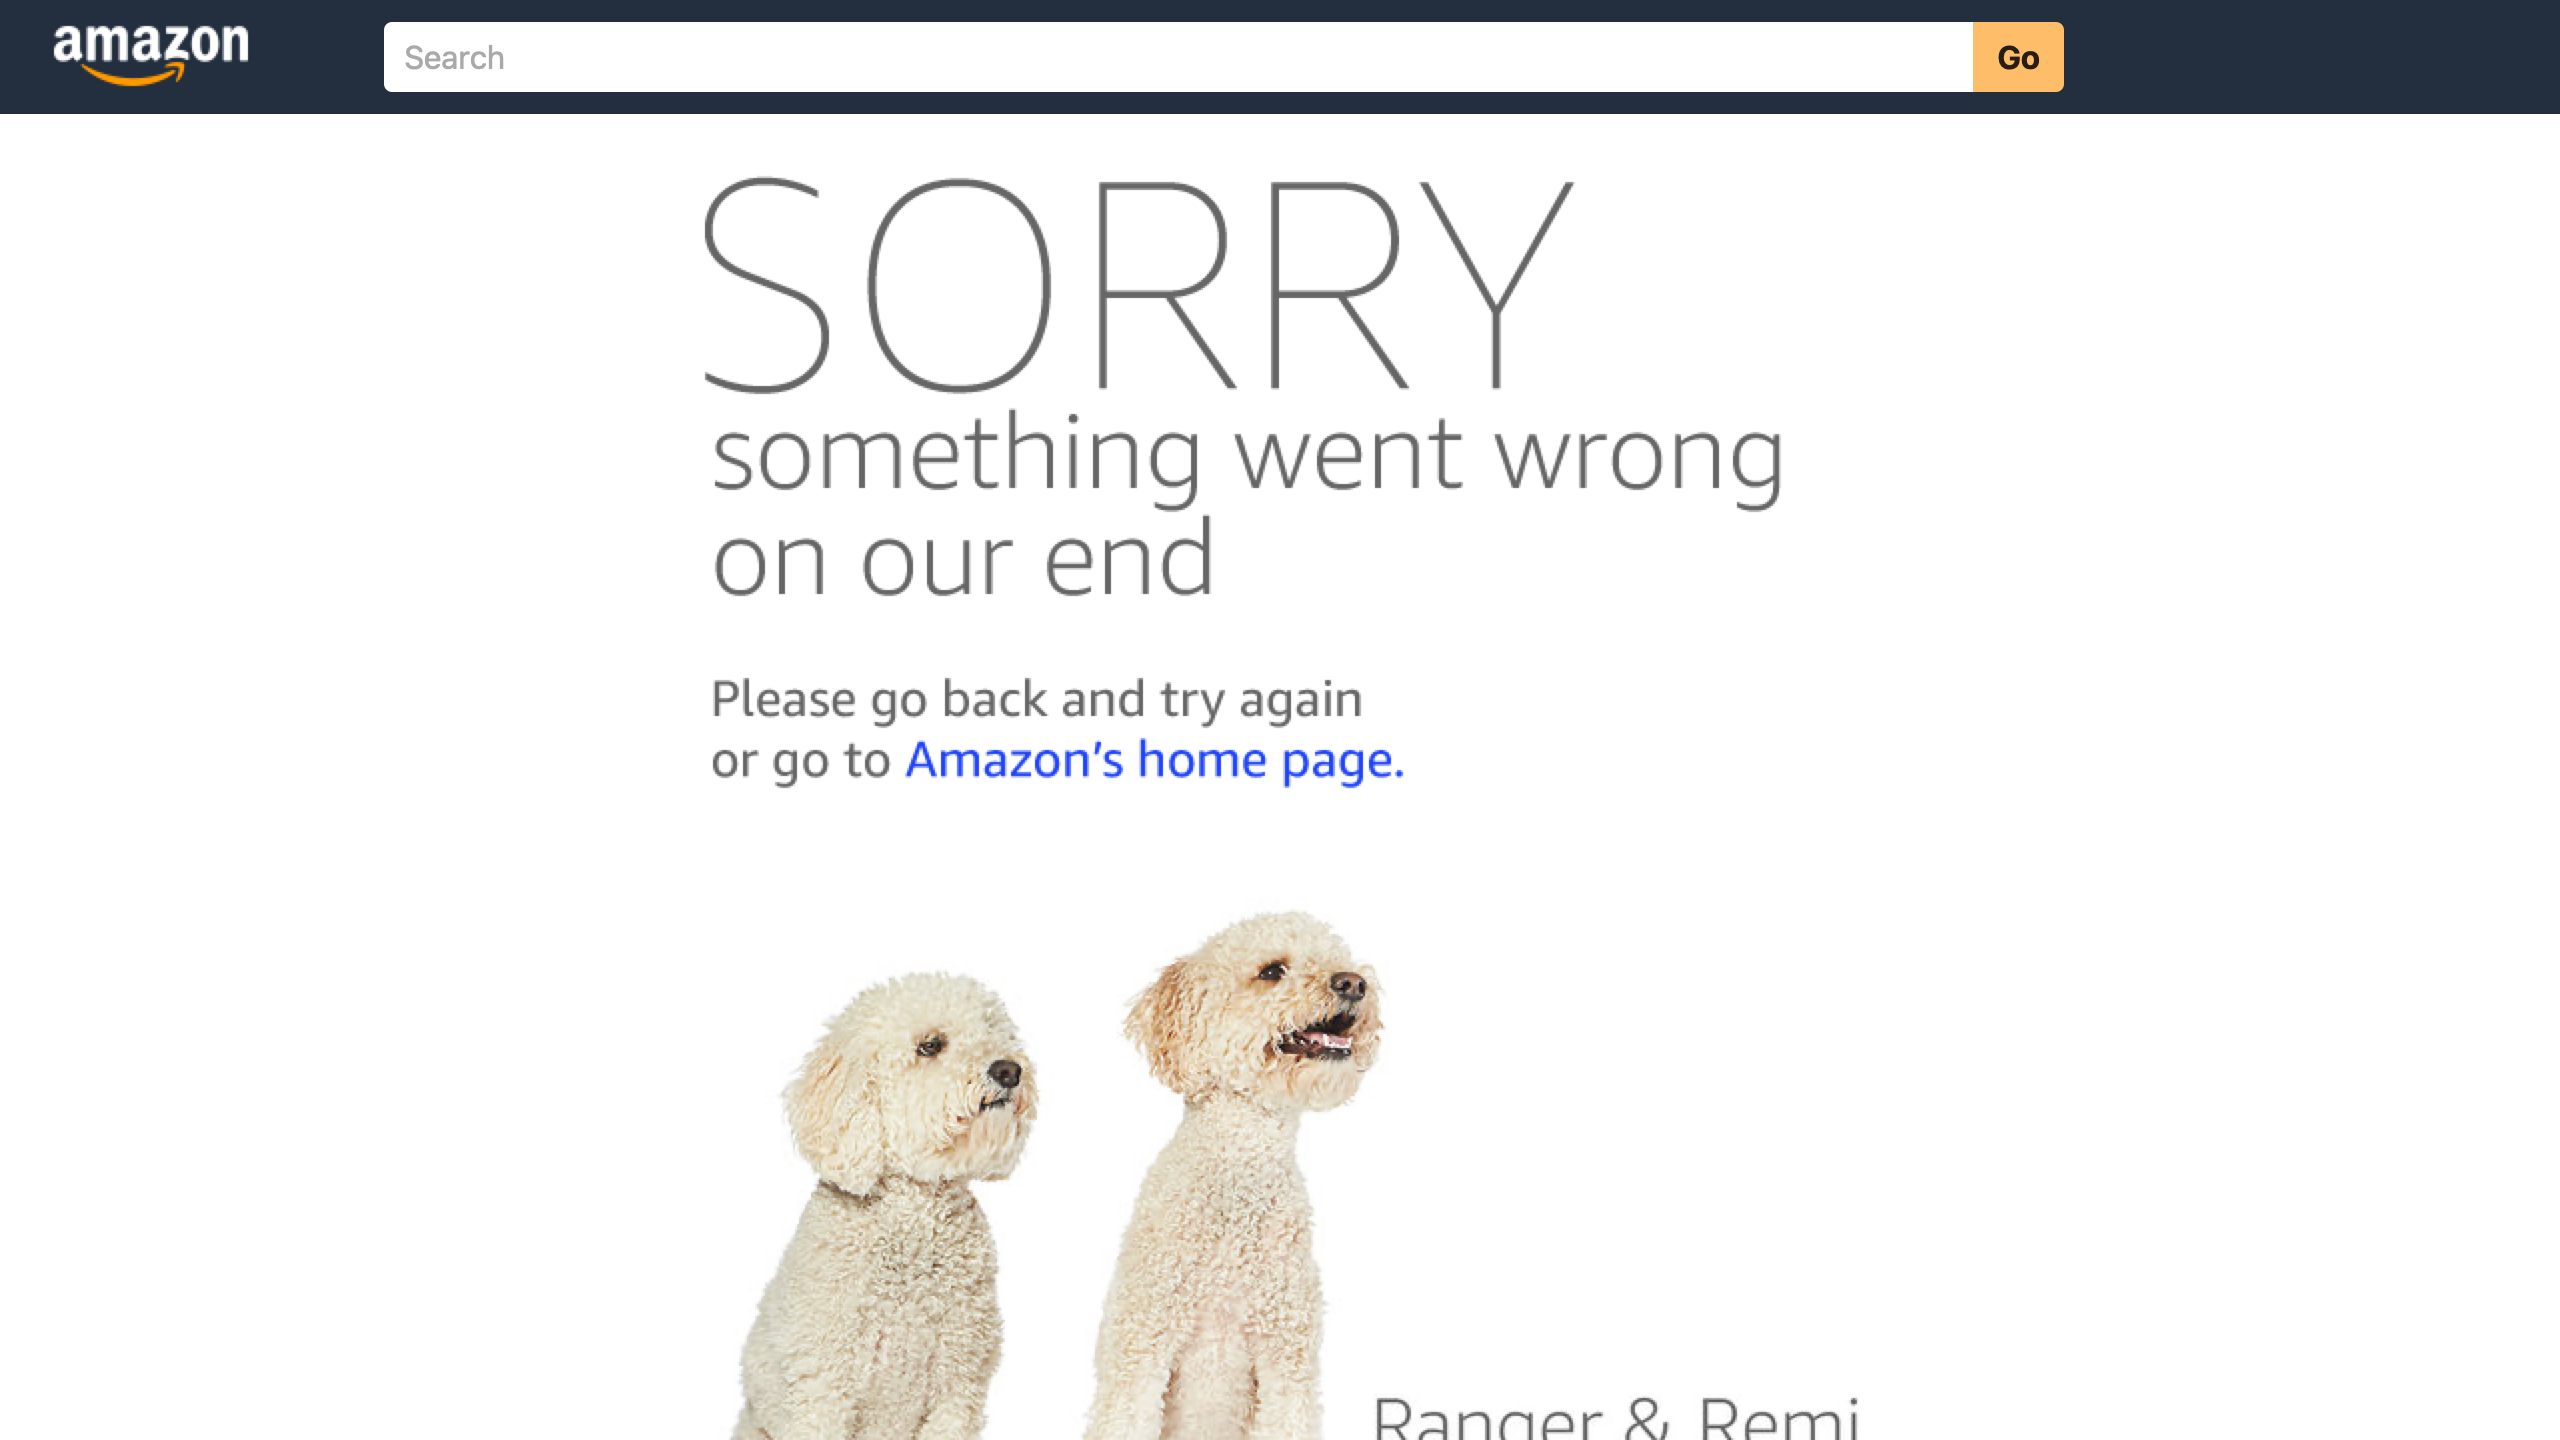 amazon
Search
Go
SORRY
something went wrong
on our end
Please go back and try again
or go to Amazon’s home page.
Ranger & Remi